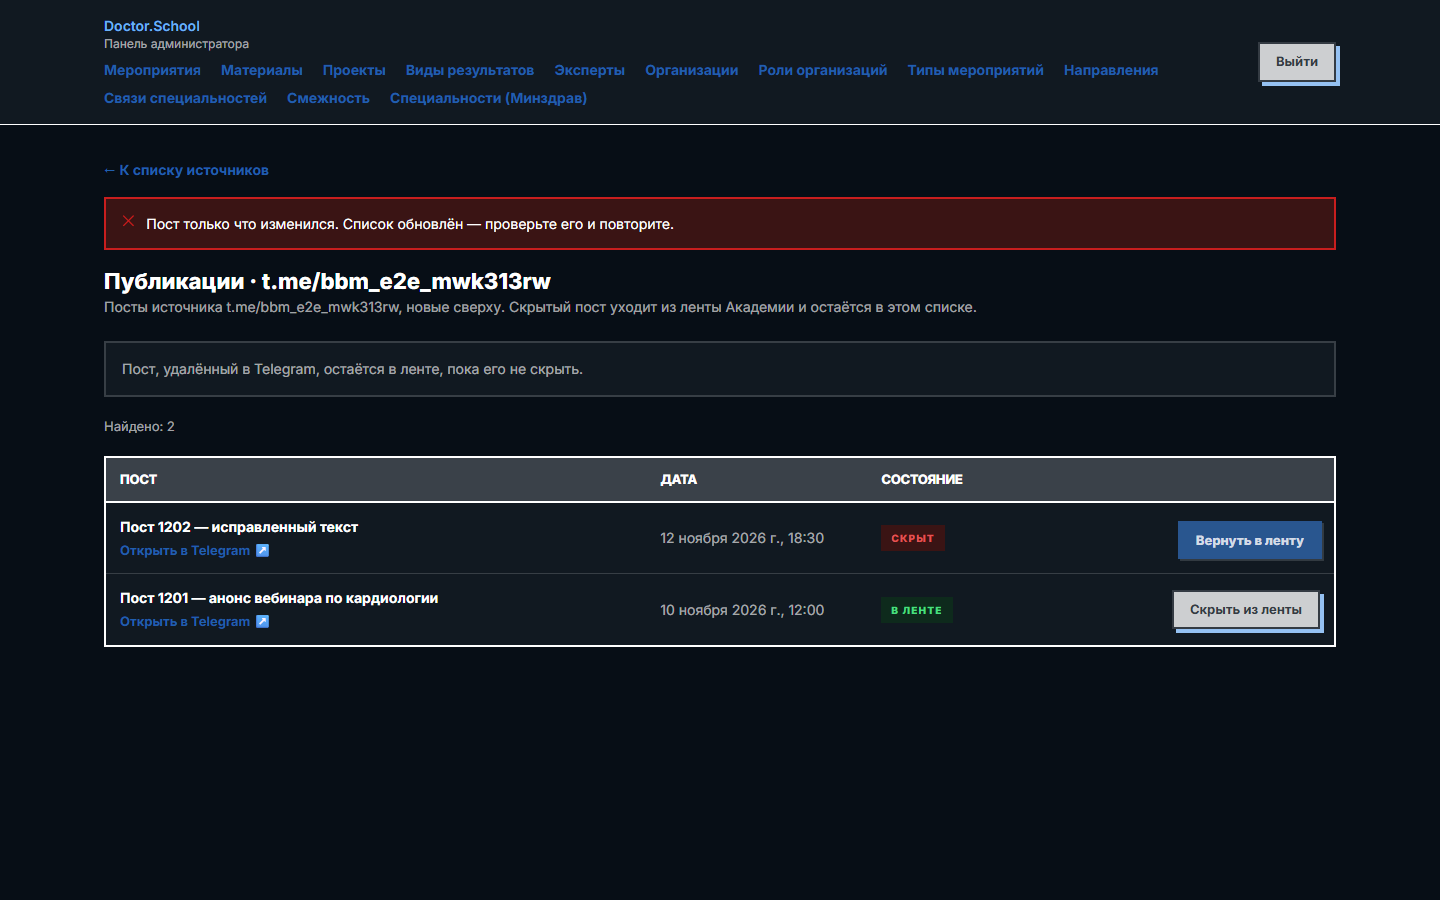 Doctor.School
Панель администратора
Мероприятия Материалы Проекты Виды результатов Эксперты Организации Роли организаций Типы мероприятий Направления
Связи специальностей Смежность Специальности (Минздрав)
Выйти
← К списку источников
Пост только что изменился. Список обновлён — проверьте его и повторите.
Публикации · t.me/bbm_e2e_mwk313rw
Посты источника t.me/bbm_e2e_mwk313rw, новые сверху. Скрытый пост уходит из ленты Академии и остаётся в этом списке.
Пост, удалённый в Telegram, остаётся в ленте, пока его не скрыть.
Найдено: 2
ПОСТ ДАТА СОСТОЯНИЕ
Пост 1202 — исправленный текст
Открыть в Telegram ↗
12 ноября 2026 г., 18:30
СКРЫТ
Вернуть в ленту
Пост 1201 — анонс вебинара по кардиологии
Открыть в Telegram ↗
10 ноября 2026 г., 12:00
В ЛЕНТЕ
Скрыть из ленты